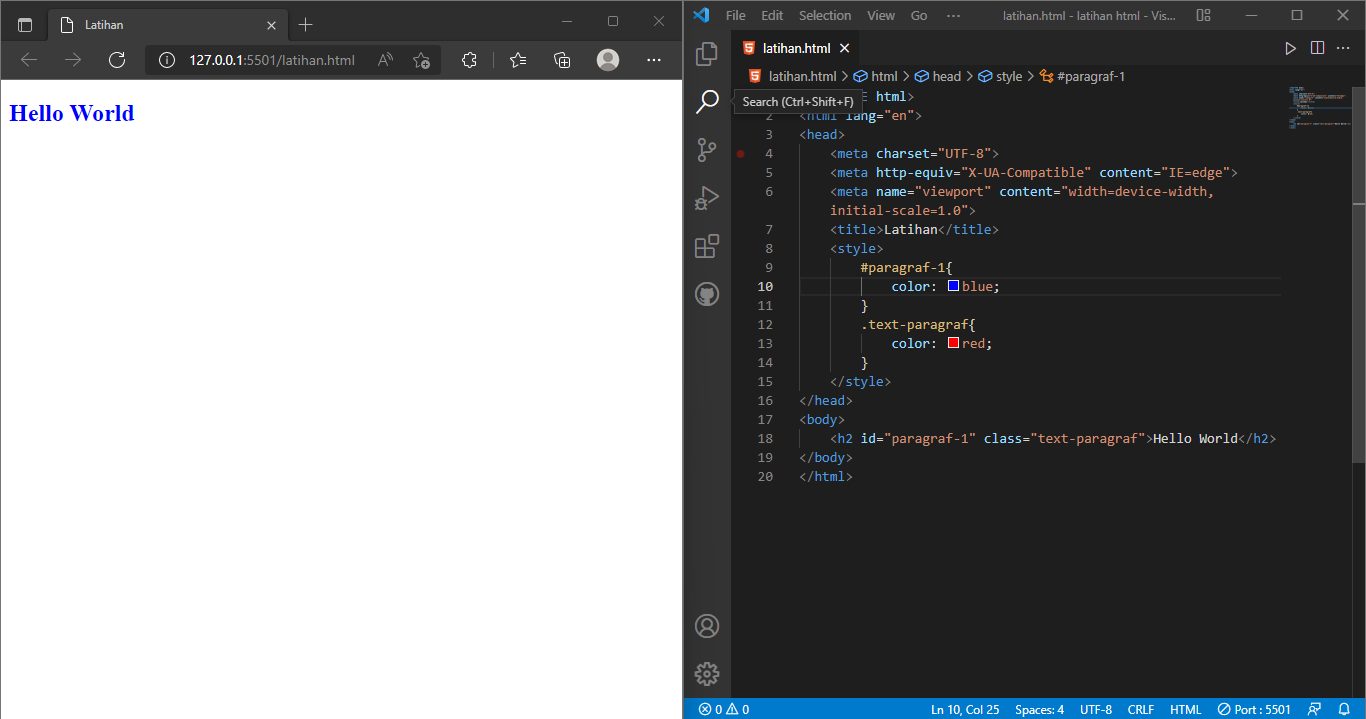 Latihan
127.0.0.1:5501/latihan.html
Hello World
File Edit Selection View Go ··· latihan.html - latihan html - Vis...
latihan.html
latihan.html > html > head > style > #paragraf-1
Search (Ctrl+Shift+F)
html>
2 <html lang="en">
3 <head>
4 <meta charset="UTF-8">
5 <meta http-equiv="X-UA-Compatible" content="IE=edge">
6 <meta name="viewport" content="width=device-width,
initial-scale=1.0">
7 <title>Latihan</title>
8 <style>
9 #paragraf-1{
10 color: blue;
11 }
12 .text-paragraf{
13 color: red;
14 }
15 </style>
16 </head>
17 <body>
18 <h2 id="paragraf-1" class="text-paragraf">Hello World</h2>
19 </body>
20 </html>
0 0 Ln 10, Col 25 Spaces: 4 UTF-8 CRLF HTML Port : 5501